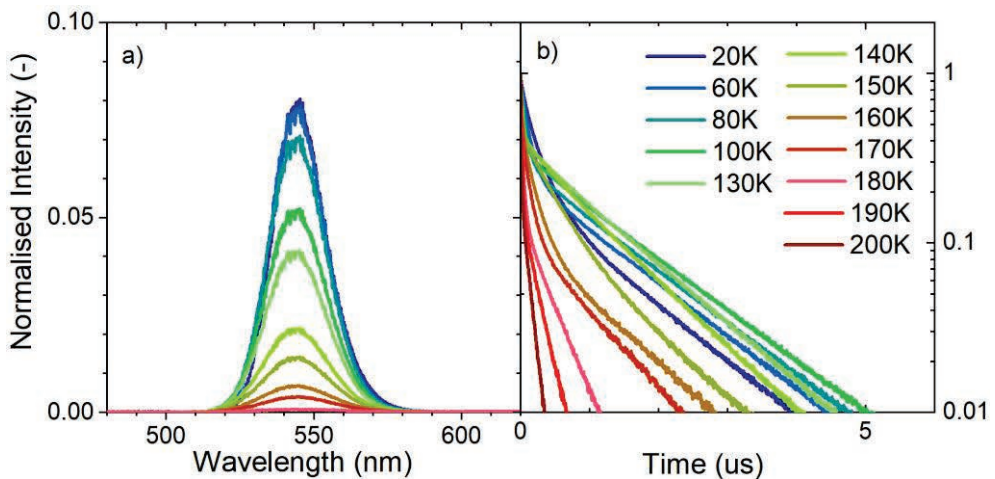 0.10
a)
b)
20K
60K
80K
100K
130K
140K
150K
160K
170K
180K
190K
200K
1
0.05
0.1
0.00
0.01
500
550
600
0
5
Normalised Intensity (-)
Wavelength (nm)
Time (us)